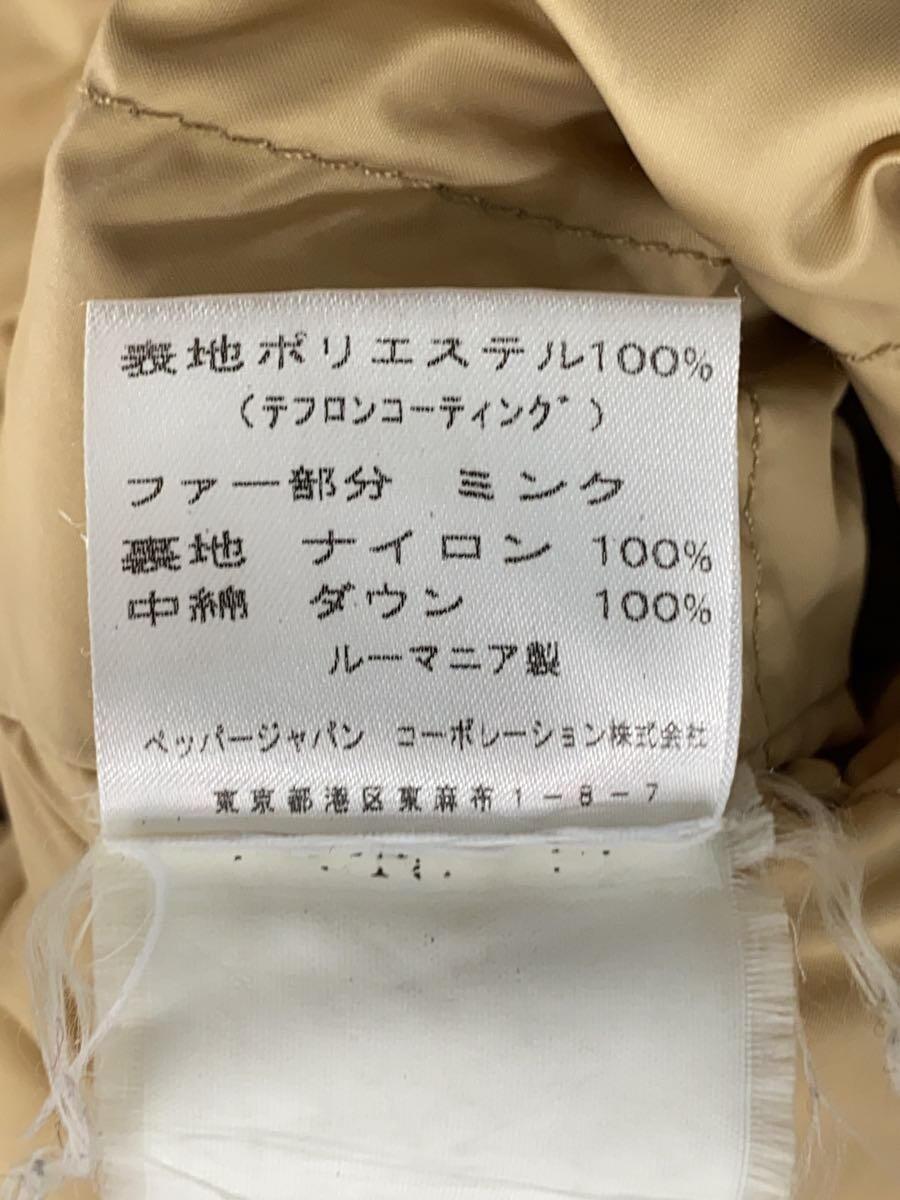 表地ポリエステル100%
(テフロンコーティング)
ファー部分 ミンク
裏地 ナイロン 100%
中綿 ダウン 100%
ルーマニア製
ペッパージャパン コーポレーション株式会社
東京都港区東麻布1-8-7